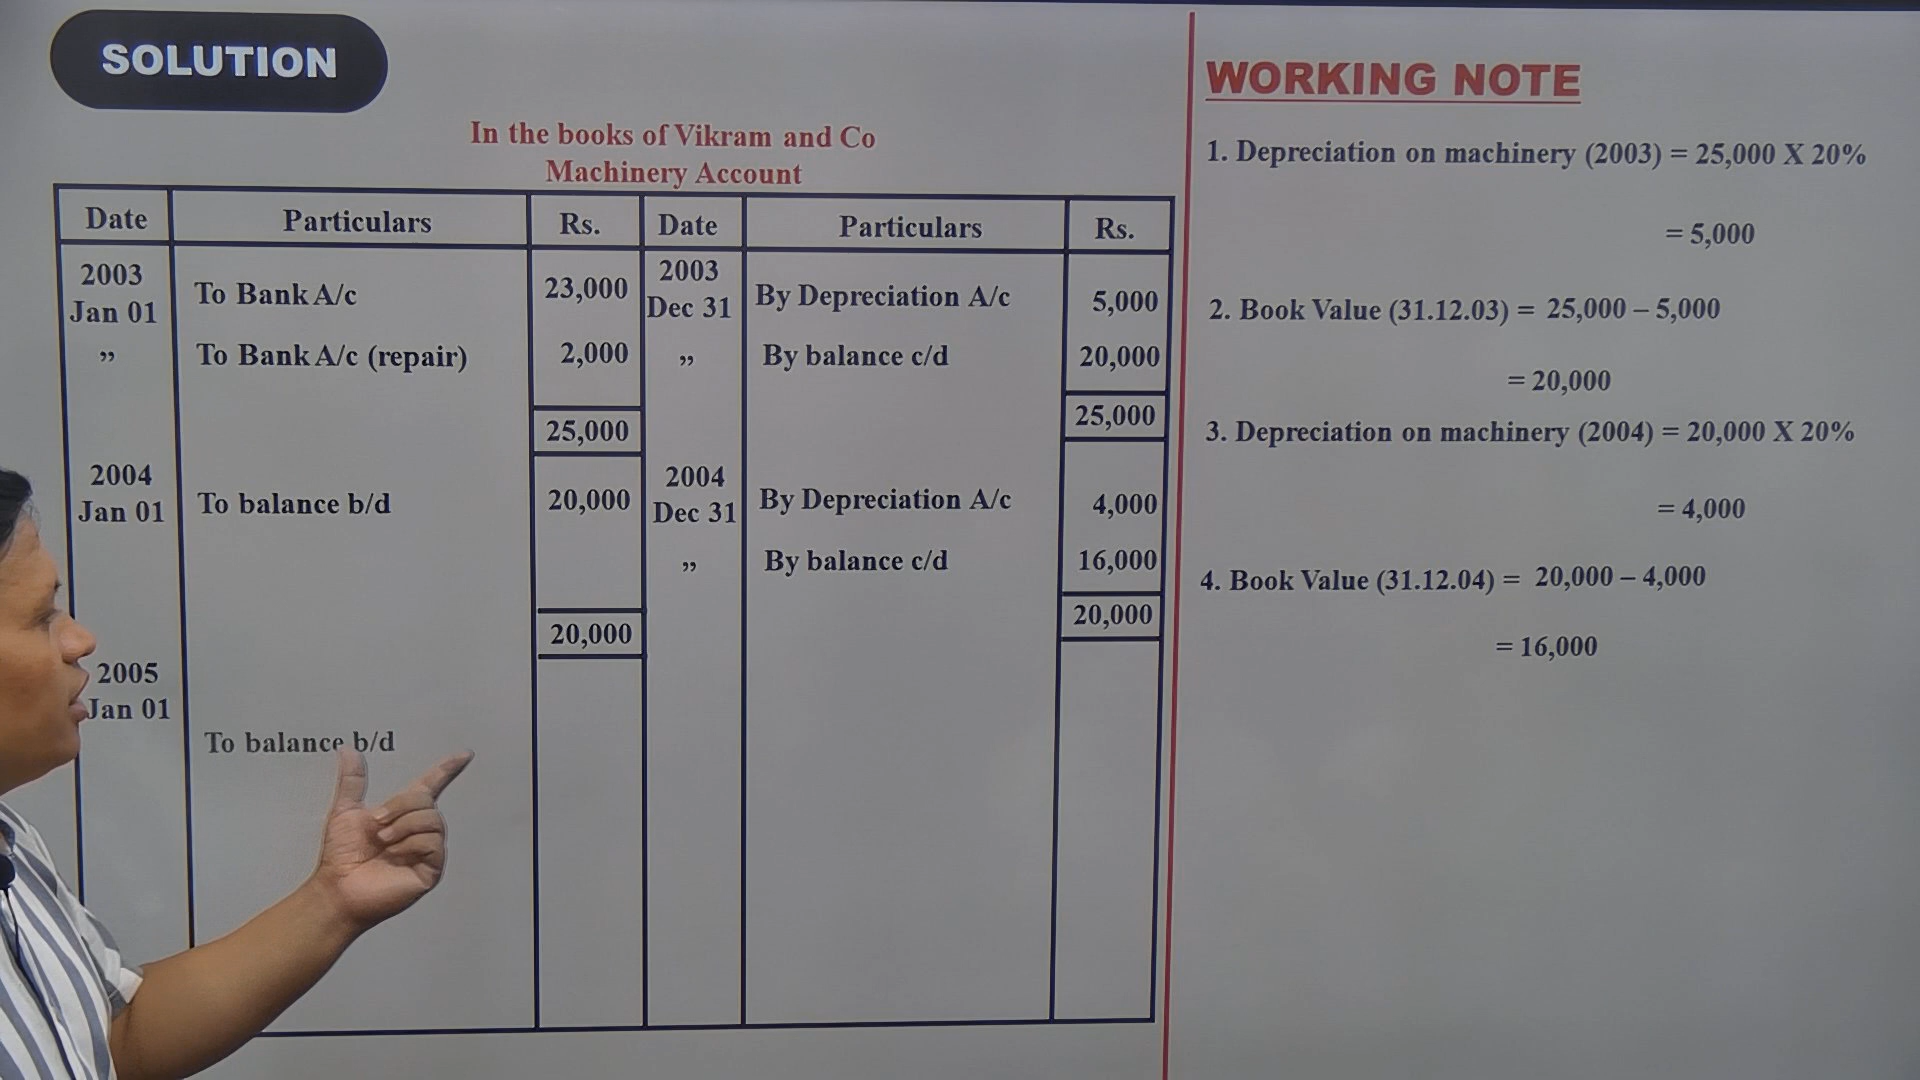 SOLUTION
In the books of Vikram and Co
Machinery Account
Date Particulars Rs. Date Particulars Rs.
2003 2003
Jan 01 To Bank A/c 23,000 Dec 31 By Depreciation A/c 5,000
” To Bank A/c (repair) 2,000 ” By balance c/d 20,000
25,000 25,000
2004 2004
Jan 01 To balance b/d 20,000 Dec 31 By Depreciation A/c 4,000
” By balance c/d 16,000
20,000 20,000
2005
Jan 01
To balance b/d
WORKING NOTE
1. Depreciation on machinery (2003) = 25,000 X 20%
= 5,000
2. Book Value (31.12.03) = 25,000 – 5,000
= 20,000
3. Depreciation on machinery (2004) = 20,000 X 20%
= 4,000
4. Book Value (31.12.04) = 20,000 – 4,000
= 16,000